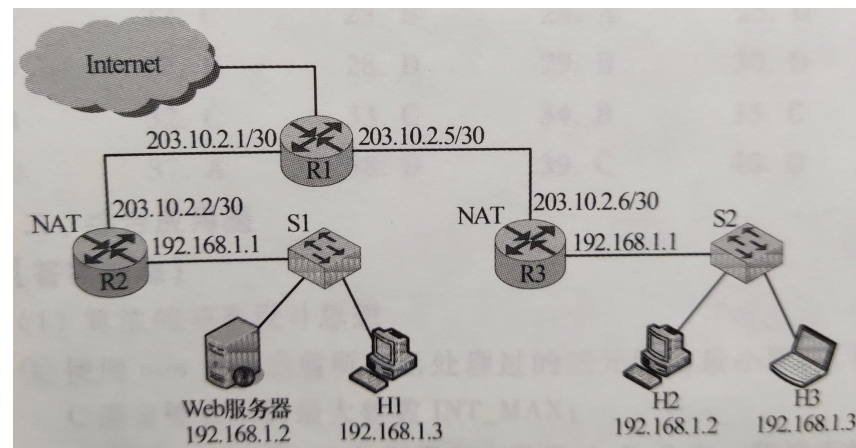 Internet
203.10.2.1/30
203.10.2.5/30
R1
NAT
203.10.2.2/30
S1
192.168.1.1
R2
NAT
203.10.2.6/30
S2
192.168.1.1
R3
Web服务器
192.168.1.2
H1
192.168.1.3
H2
192.168.1.2
H3
192.168.1.3
INT_MAX;